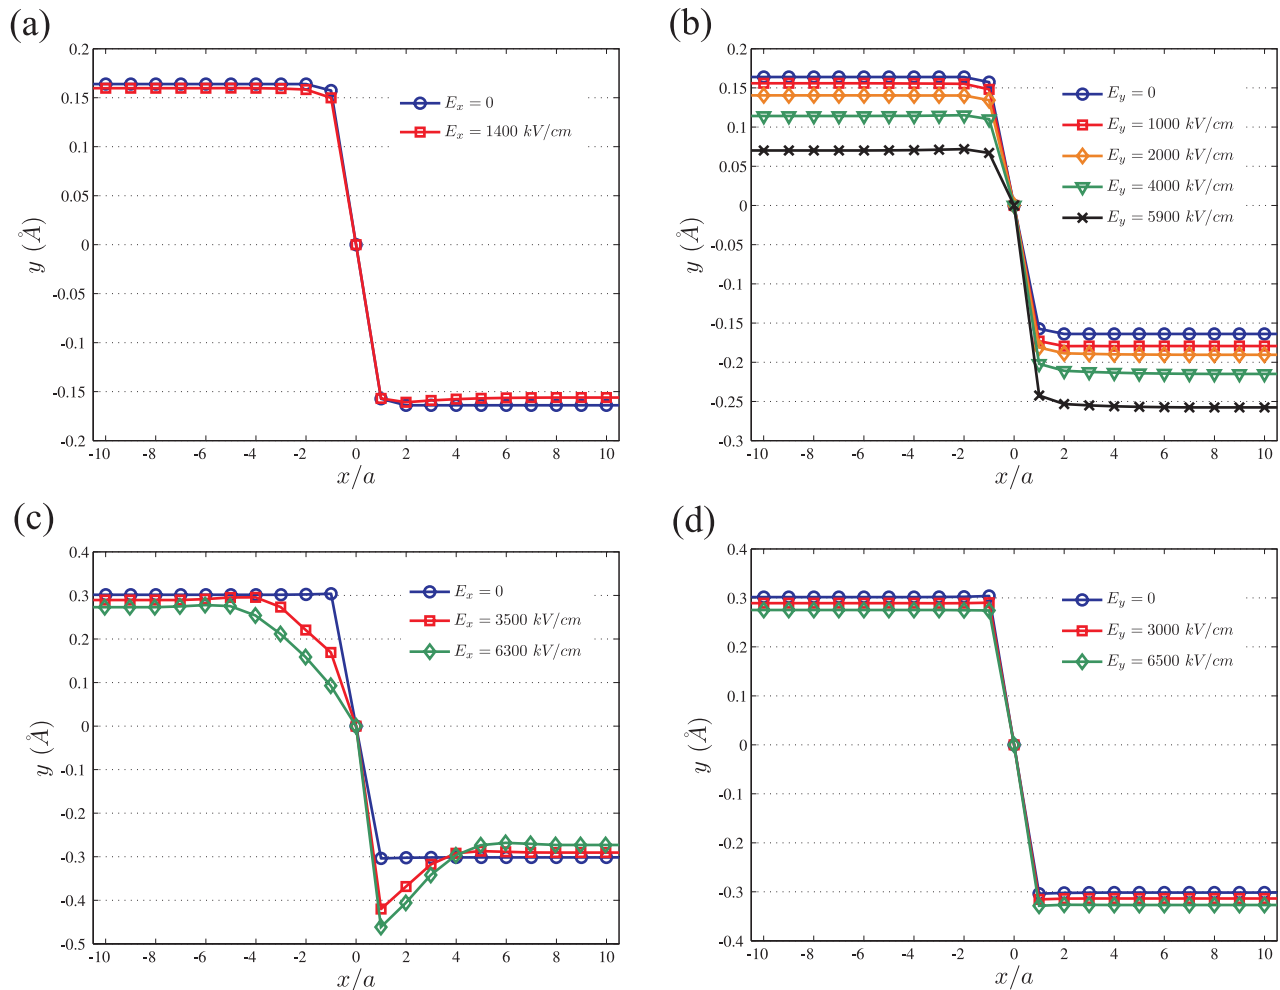 (a)
0.2
0.15
0.1
0.05
0
-0.05
-0.1
-0.15
-0.2
y (Å)
-10 -8 -6 -4 -2 0 2 4 6 8 10
x/a
E_x = 0
E_x = 1400 kV/cm
(b)
0.2
0.15
0.1
0.05
0
-0.05
-0.1
-0.15
-0.2
-0.25
-0.3
y (Å)
-10 -8 -6 -4 -2 0 2 4 6 8 10
x/a
E_y = 0
E_y = 1000 kV/cm
E_y = 2000 kV/cm
E_y = 4000 kV/cm
E_y = 5900 kV/cm
(c)
0.4
0.3
0.2
0.1
0
-0.1
-0.2
-0.3
-0.4
-0.5
y (Å)
-10 -8 -6 -4 -2 0 2 4 6 8 10
x/a
E_x = 0
E_x = 3500 kV/cm
E_x = 6300 kV/cm
(d)
0.4
0.3
0.2
0.1
0
-0.1
-0.2
-0.3
-0.4
y (Å)
-10 -8 -6 -4 -2 0 2 4 6 8 10
x/a
E_y = 0
E_y = 3000 kV/cm
E_y = 6500 kV/cm